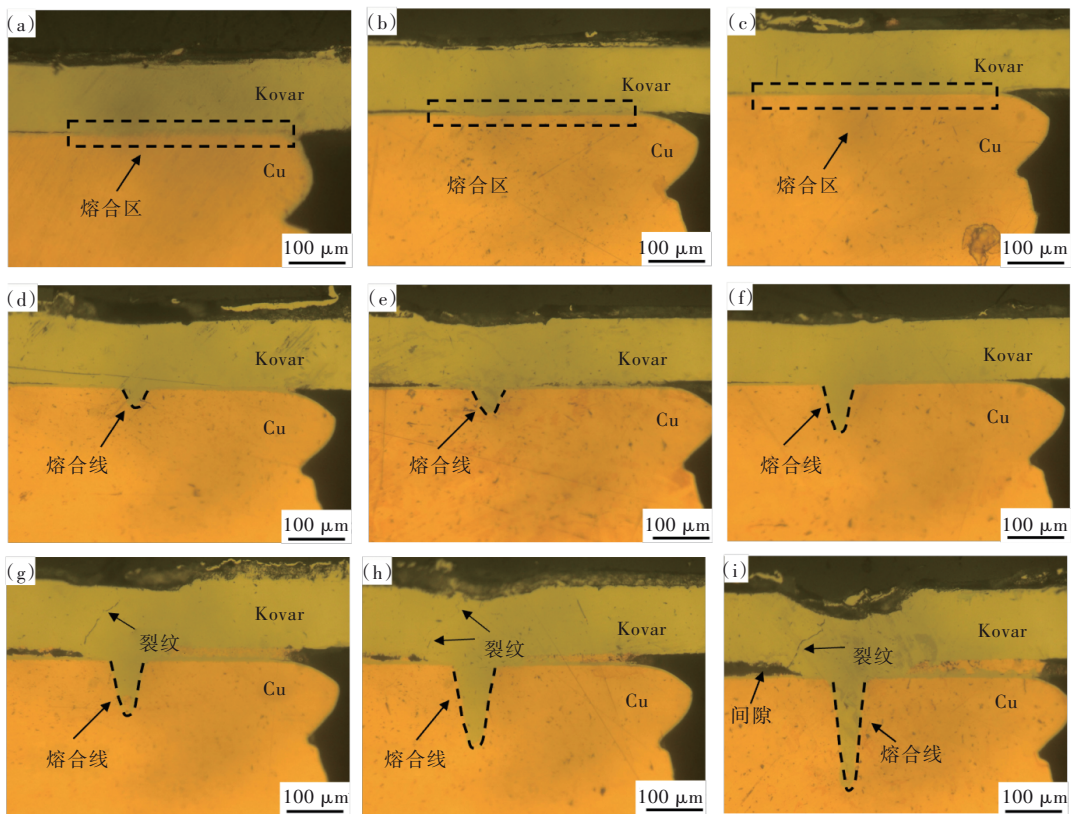 (a)
Kovar
Cu
熔合区
100 μm
(b)
Kovar
Cu
熔合区
100 μm
(c)
Kovar
Cu
熔合区
100 μm
(d)
Kovar
Cu
熔合线
100 μm
(e)
Kovar
Cu
熔合线
100 μm
(f)
Kovar
Cu
熔合线
100 μm
(g)
Kovar
裂纹
Cu
熔合线
100 μm
(h)
Kovar
裂纹
Cu
熔合线
100 μm
(i)
Kovar
裂纹
Cu
间隙
熔合线
100 μm